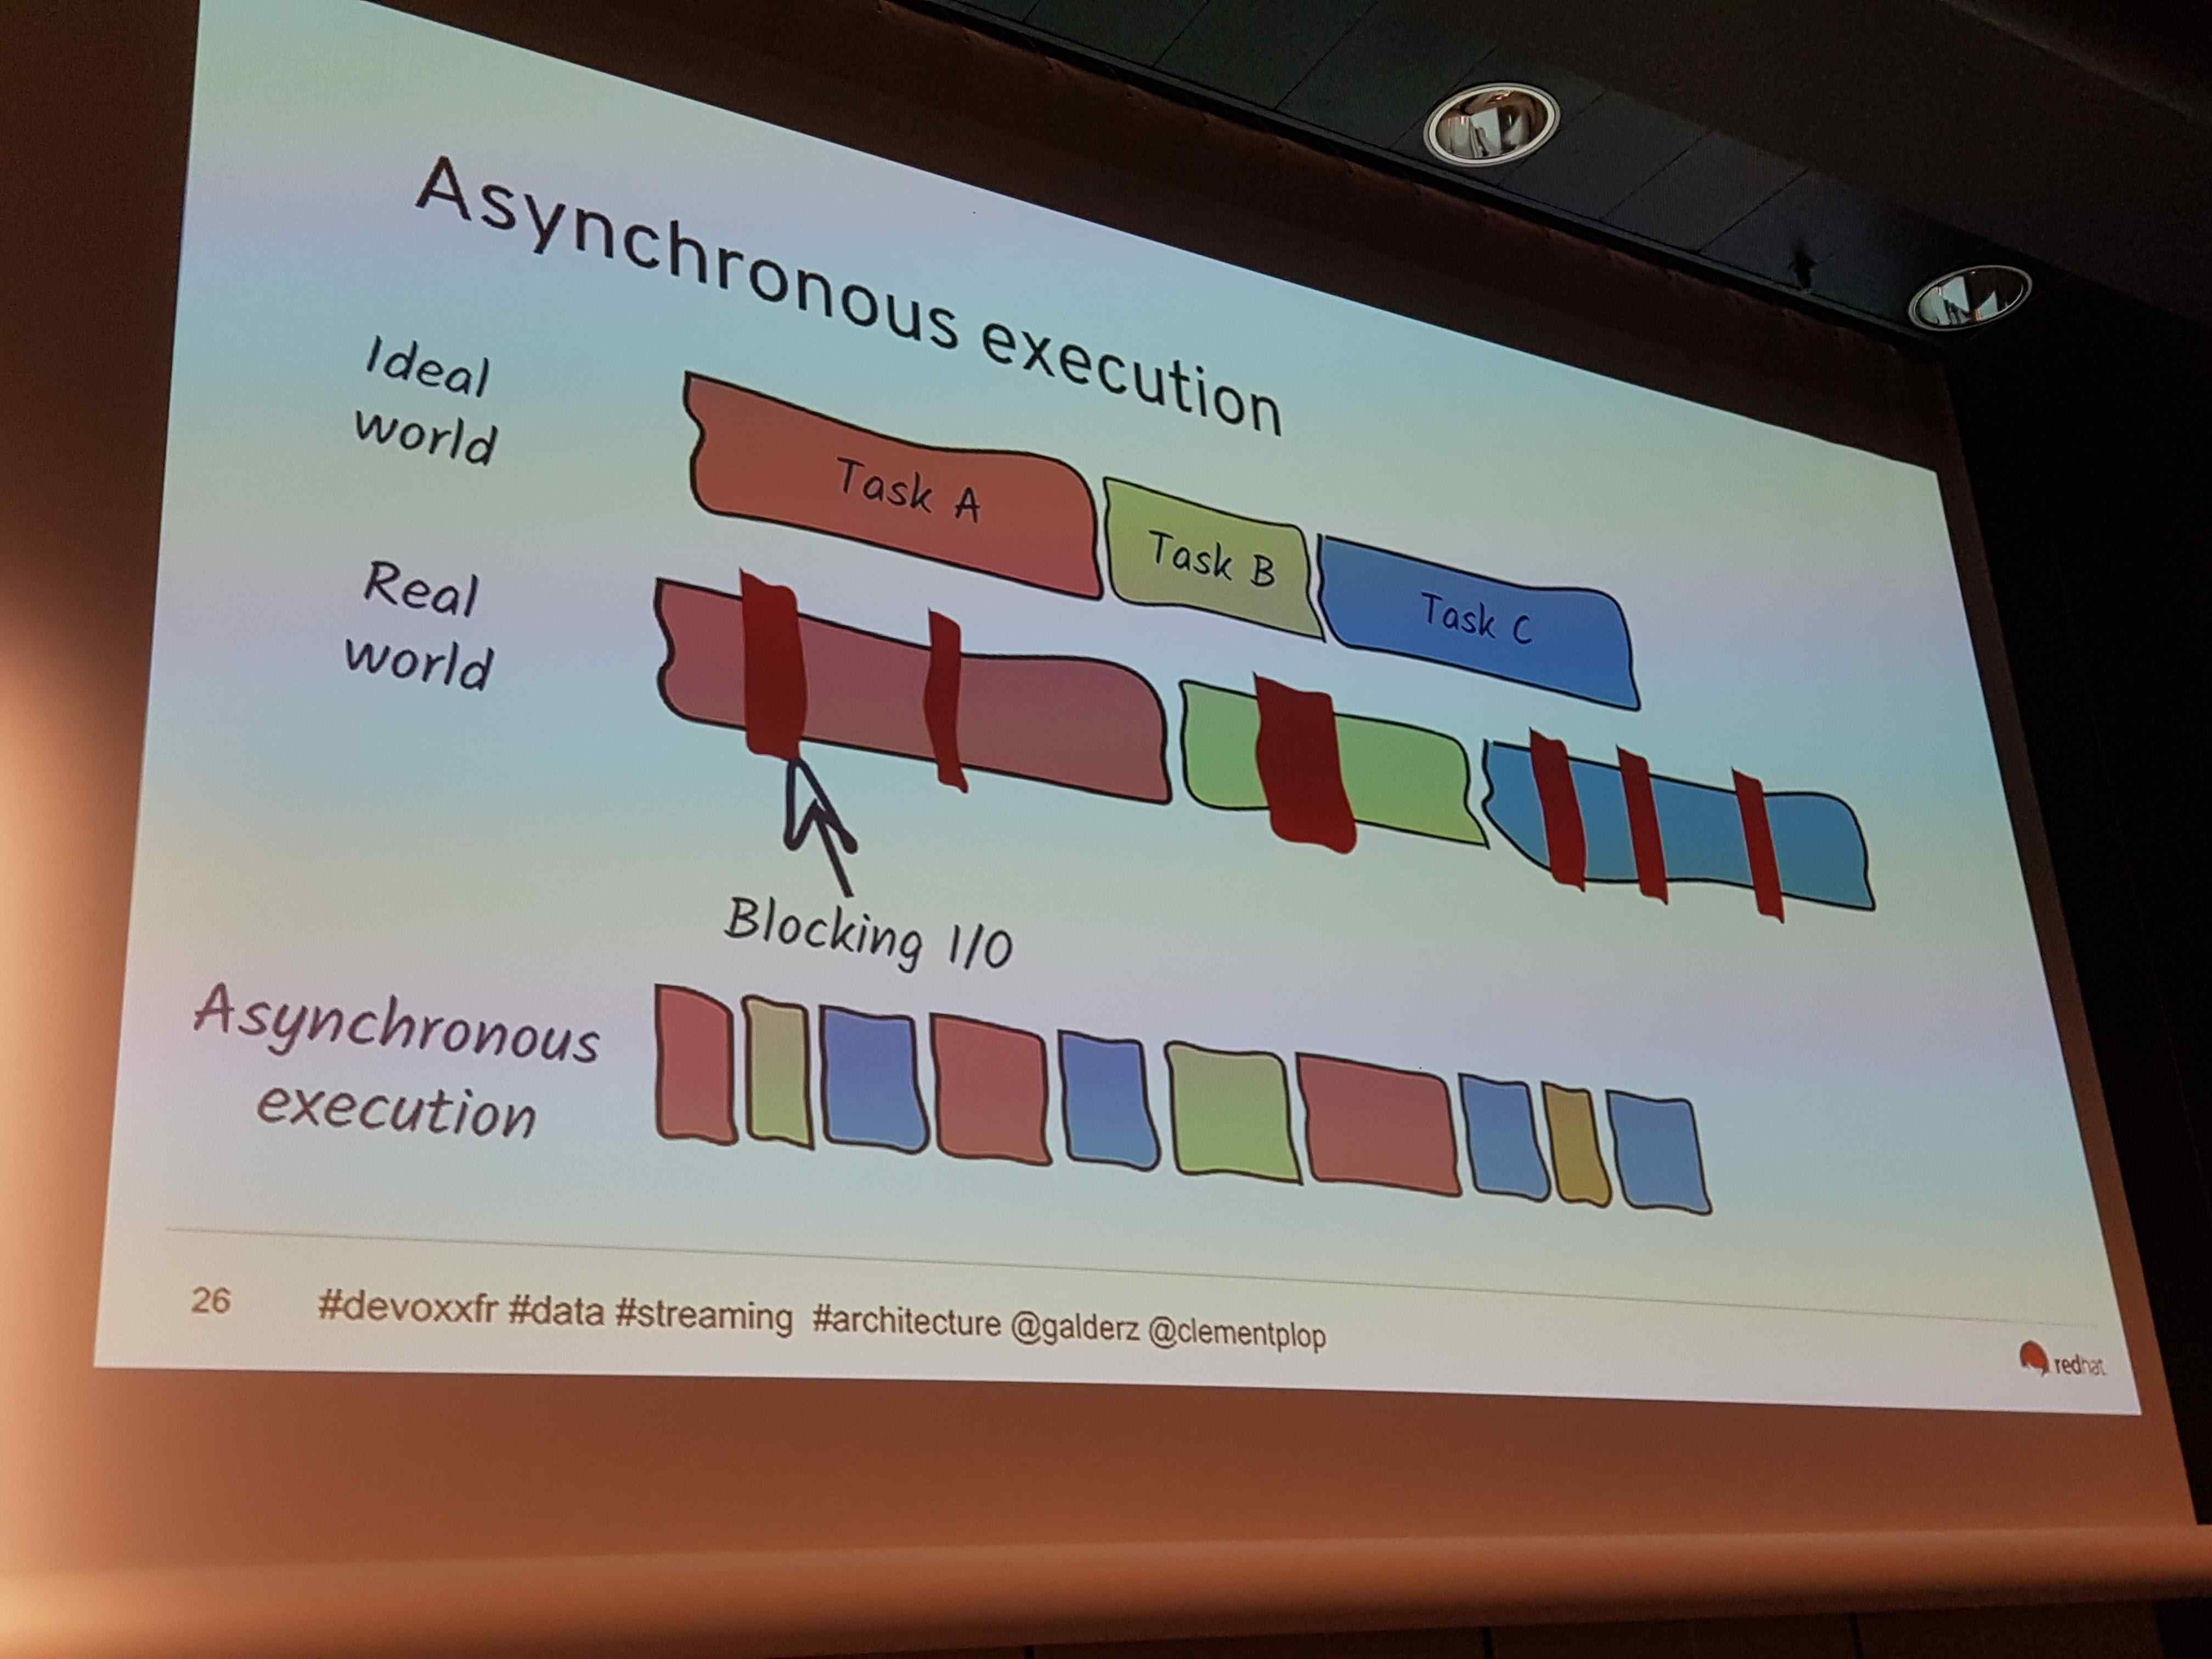 Asynchronous execution
Ideal
world
Task A
Task B
Task C
Real
world
Blocking I/O
Asynchronous
execution
26
#devoxxfr #data #streaming #architecture @galderz @clementplop
redhat.